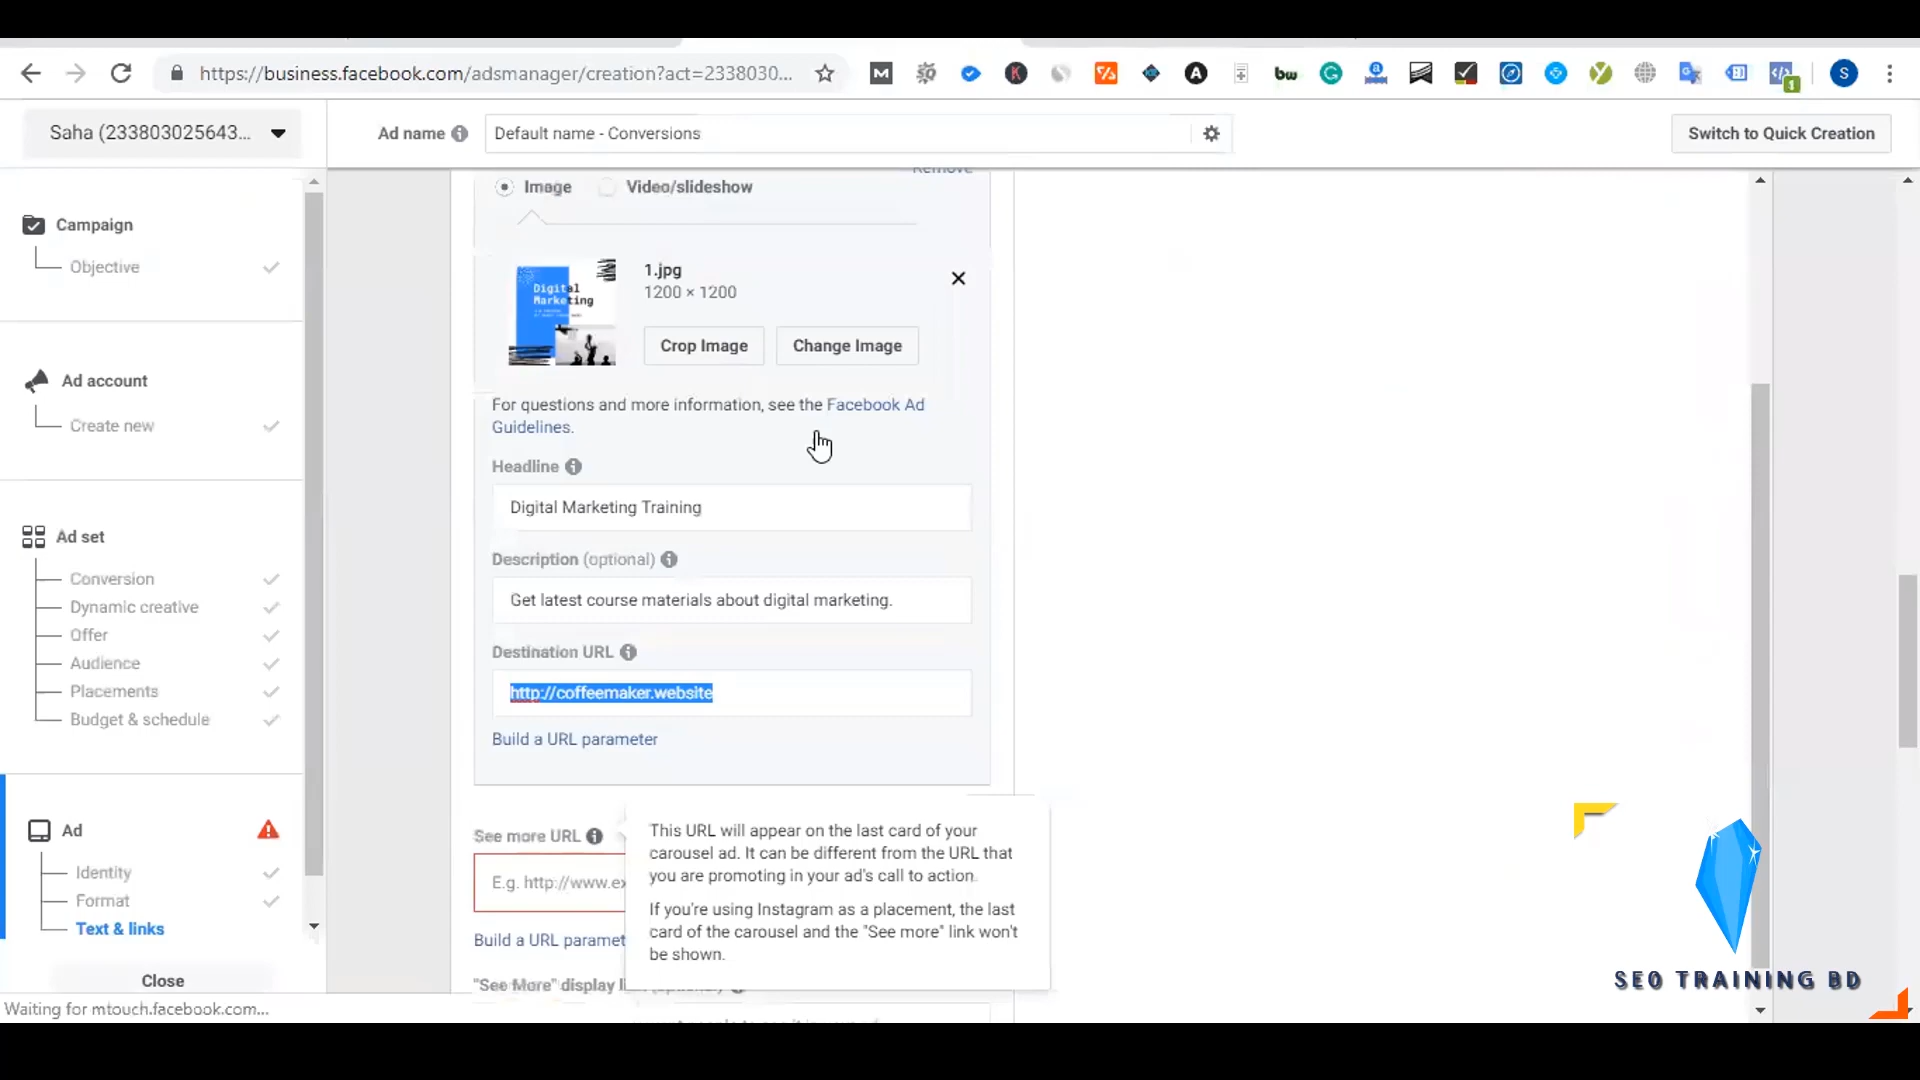 https://business.facebook.com/adsmanager/creation?act=2338030...
Saha (233803025643...
Ad name
Default name - Conversions
Switch to Quick Creation
Remove
Image
Video/slideshow
Campaign
Objective
Digital
Marketing
1.jpg
1200 × 1200
Crop Image
Change Image
Ad account
Create new
For questions and more information, see the Facebook Ad
Guidelines.
Headline
Digital Marketing Training
Ad set
Conversion
Dynamic creative
Offer
Audience
Placements
Budget & schedule
Description (optional)
Get latest course materials about digital marketing.
Destination URL
http://coffeemaker.website
Build a URL parameter
Ad
Identity
Format
Text & links
Close
See more URL
E.g. http://www.ex
Build a URL paramet
"See More" display
This URL will appear on the last card of your
carousel ad. It can be different from the URL that
you are promoting in your ad's call to action.
If you're using Instagram as a placement, the last
card of the carousel and the "See more" link won't
be shown.
Waiting for mtouch.facebook.com...
SEO TRAINING BD